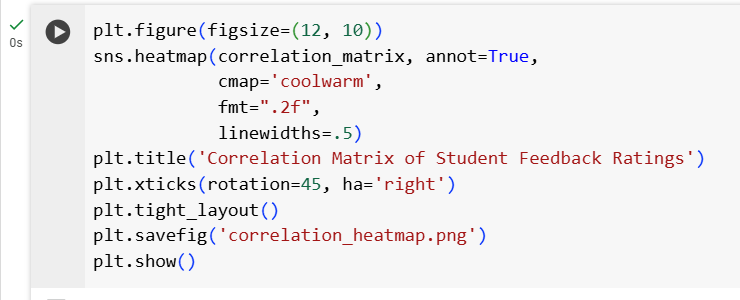 plt.figure(figsize=(12, 10))
sns.heatmap(correlation_matrix, annot=True,
            cmap='coolwarm',
            fmt=".2f",
            linewidths=.5)
plt.title('Correlation Matrix of Student Feedback Ratings')
0s
plt.xticks(rotation=45, ha='right')
plt.tight_layout()
plt.savefig('correlation_heatmap.png')
plt.show()